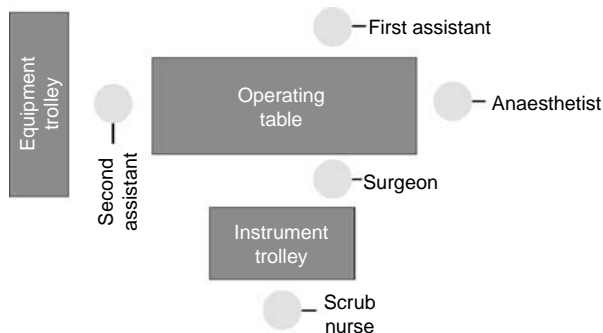 First assistant
Equipment
trolley
Operating
table
Anaesthetist
Second
assistant
Surgeon
Instrument
trolley
Scrub
nurse